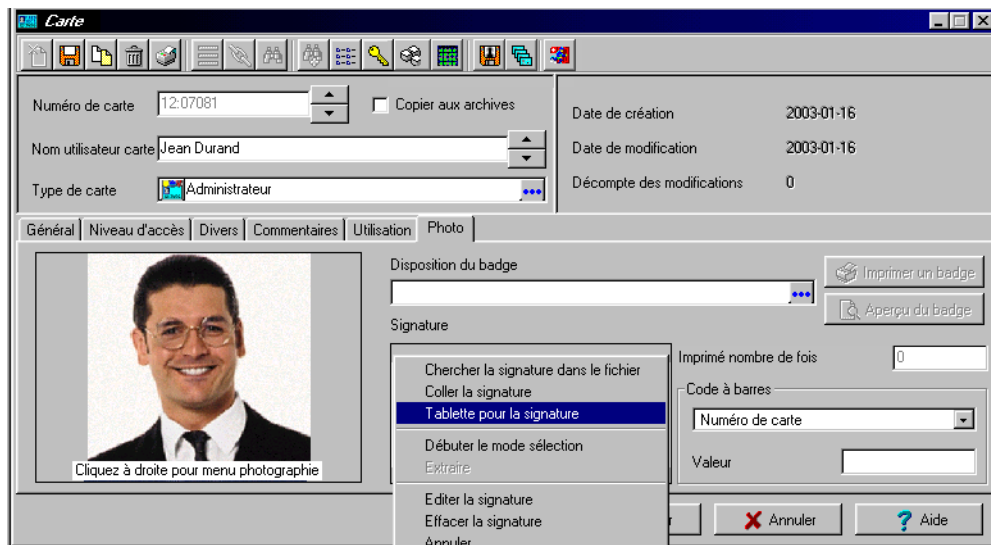 Carte
Numéro de carte 12:07081 Copier aux archives
Nom utilisateur carte Jean Durand
Type de carte Administrateur
Date de création 2003-01-16
Date de modification 2003-01-16
Décompte des modifications 0
Général Niveau d'accès Divers Commentaires Utilisation Photo
Cliquez à droite pour menu photographie
Disposition du badge
Imprimer un badge
Aperçu du badge
Signature
Chercher la signature dans le fichier
Coller la signature
Tablette pour la signature
Débuter le mode sélection
Extraire
Editer la signature
Effacer la signature
Annuler
Imprimé nombre de fois 0
Code à barres
Numéro de carte
Valeur
Annuler Aide